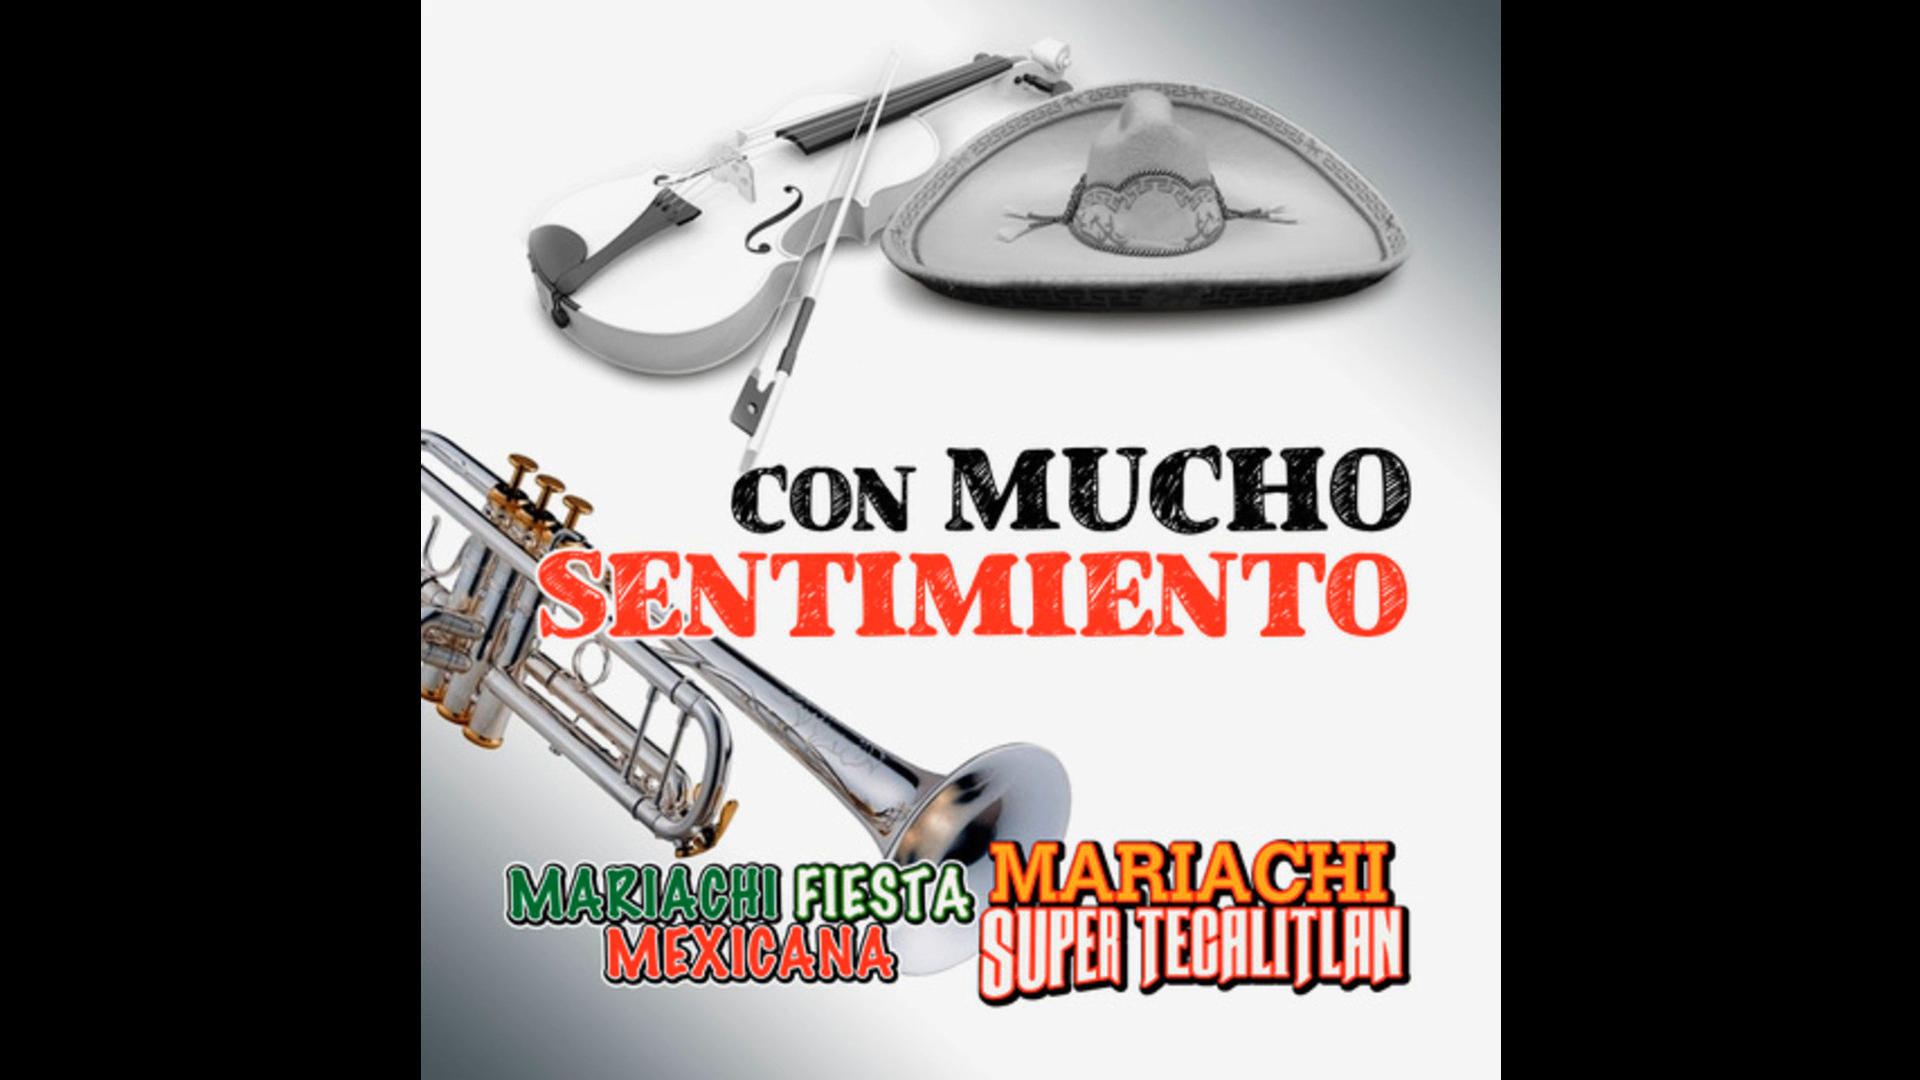 CON MUCHO
SENTIMIENTO
MARIACHI FIESTA
MEXICANA
MARIACHI
SUPER TECALITLAN